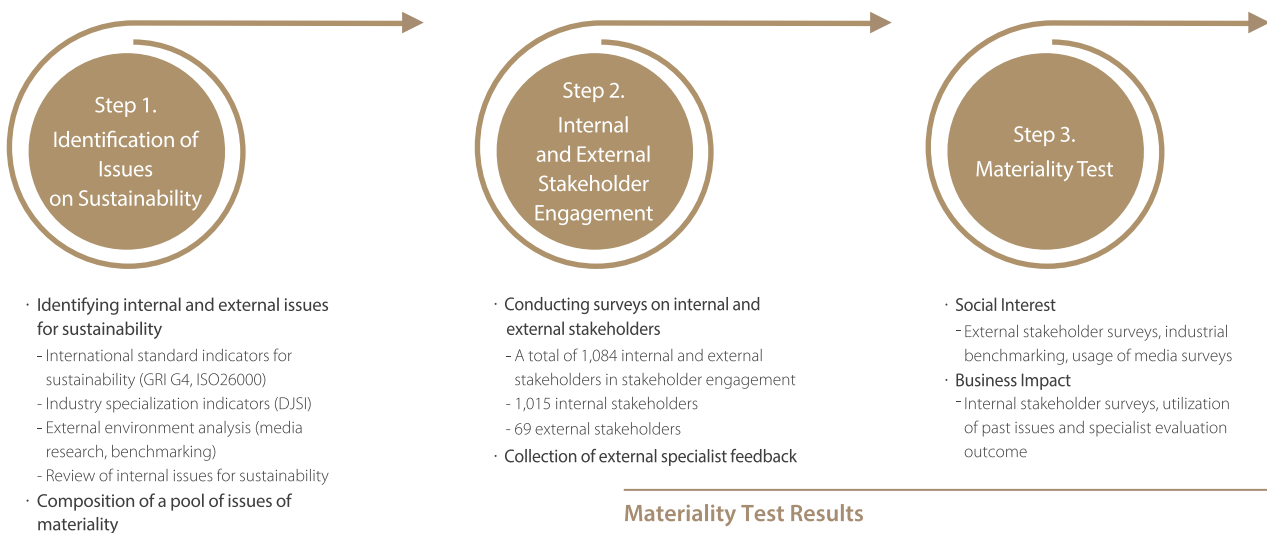 Step 1.
Identification of
Issues
on Sustainability
· Identifying internal and external issues
for sustainability
- International standard indicators for
sustainability (GRI G4, ISO26000)
- Industry specialization indicators (DJSI)
- External environment analysis (media
research, benchmarking)
- Review of internal issues for sustainability
· Composition of a pool of issues of
materiality
Step 2.
Internal
and External
Stakeholder
Engagement
· Conducting surveys on internal and
external stakeholders
- A total of 1,084 internal and external
stakeholders in stakeholder engagement
- 1,015 internal stakeholders
- 69 external stakeholders
· Collection of external specialist feedback
Step 3.
Materiality Test
· Social Interest
- External stakeholder surveys, industrial
benchmarking, usage of media surveys
· Business Impact
- Internal stakeholder surveys, utilization
of past issues and specialist evaluation
outcome
Materiality Test Results